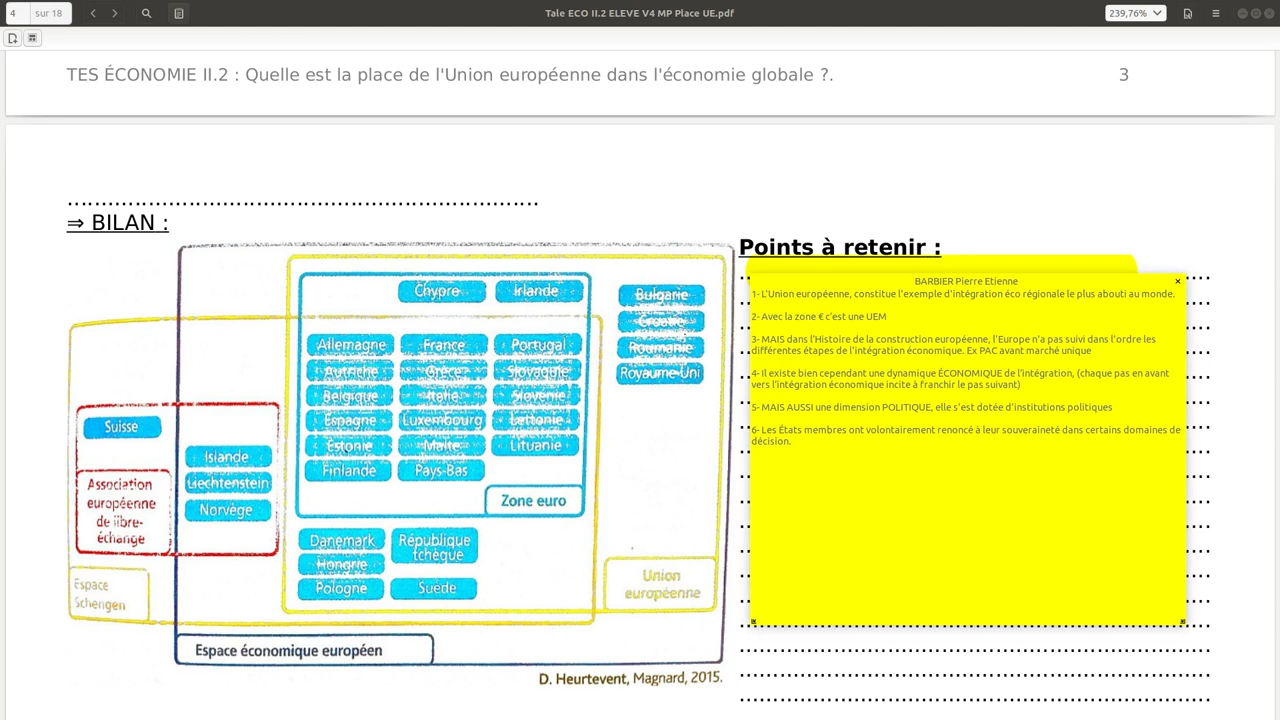 4
sur 18
Tale ECO II.2 ELEVE V4 MP Place UE.pdf
239,76%
TES ÉCONOMIE II.2 : Quelle est la place de l'Union européenne dans l'économie globale ?.
3
⇒ BILAN :
Chypre
Irlande
Allemagne
France
Portugal
Autriche
Grèce
Slovaquie
Belgique
Italie
Slovénie
Espagne
Luxembourg
Lettonie
Estonie
Malte
Lituanie
Finlande
Pays-Bas
Zone euro
Bulgarie
Croatie
Roumanie
Royaume-Uni
Suisse
Islande
Liechtenstein
Norvège
Association
européenne
de libre-
échange
Danemark
République
tchèque
Hongrie
Pologne
Suède
Espace
Schengen
Union
européenne
Espace économique européen
D. Heurtevent, Magnard, 2015.
Points à retenir :
BARBIER Pierre Etienne
1- L'Union européenne, constitue l'exemple d'intégration éco régionale le plus abouti au monde.
2- Avec la zone € c'est une UEM
3- MAIS dans l'Histoire de la construction européenne, l'Europe n'a pas suivi dans l'ordre les
différentes étapes de l'intégration économique. Ex PAC avant marché unique
4- Il existe bien cependant une dynamique ÉCONOMIQUE de l'intégration, (chaque pas en avant
vers l'intégration économique incite à franchir le pas suivant)
5- MAIS AUSSI une dimension POLITIQUE, elle s'est dotée d'institutions politiques
6- Les États membres ont volontairement renoncé à leur souveraineté dans certains domaines de
décision.